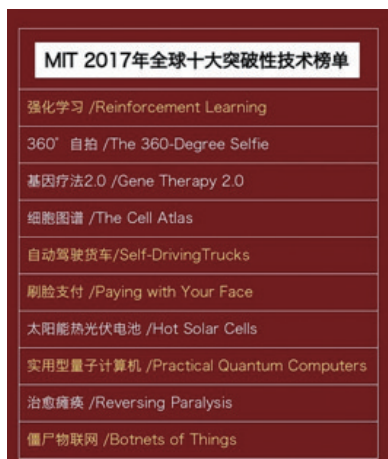 MIT 2017年全球十大突破性技术榜单
强化学习 /Reinforcement Learning
360° 自拍 /The 360-Degree Selfie
基因疗法2.0 /Gene Therapy 2.0
细胞图谱 /The Cell Atlas
自动驾驶货车/Self-DrivingTrucks
刷脸支付 /Paying with Your Face
太阳能热光伏电池 /Hot Solar Cells
实用型量子计算机 /Practical Quantum Computers
治愈瘫痪 /Reversing Paralysis
僵尸物联网 /Botnets of Things